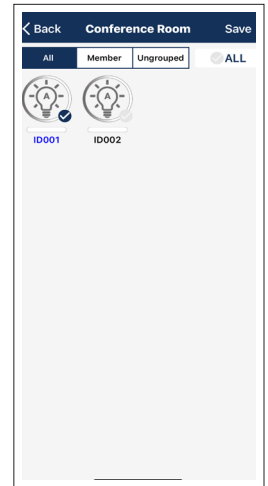 Back Conference Room Save
All Member Ungrouped ALL
A A
ID001 ID002